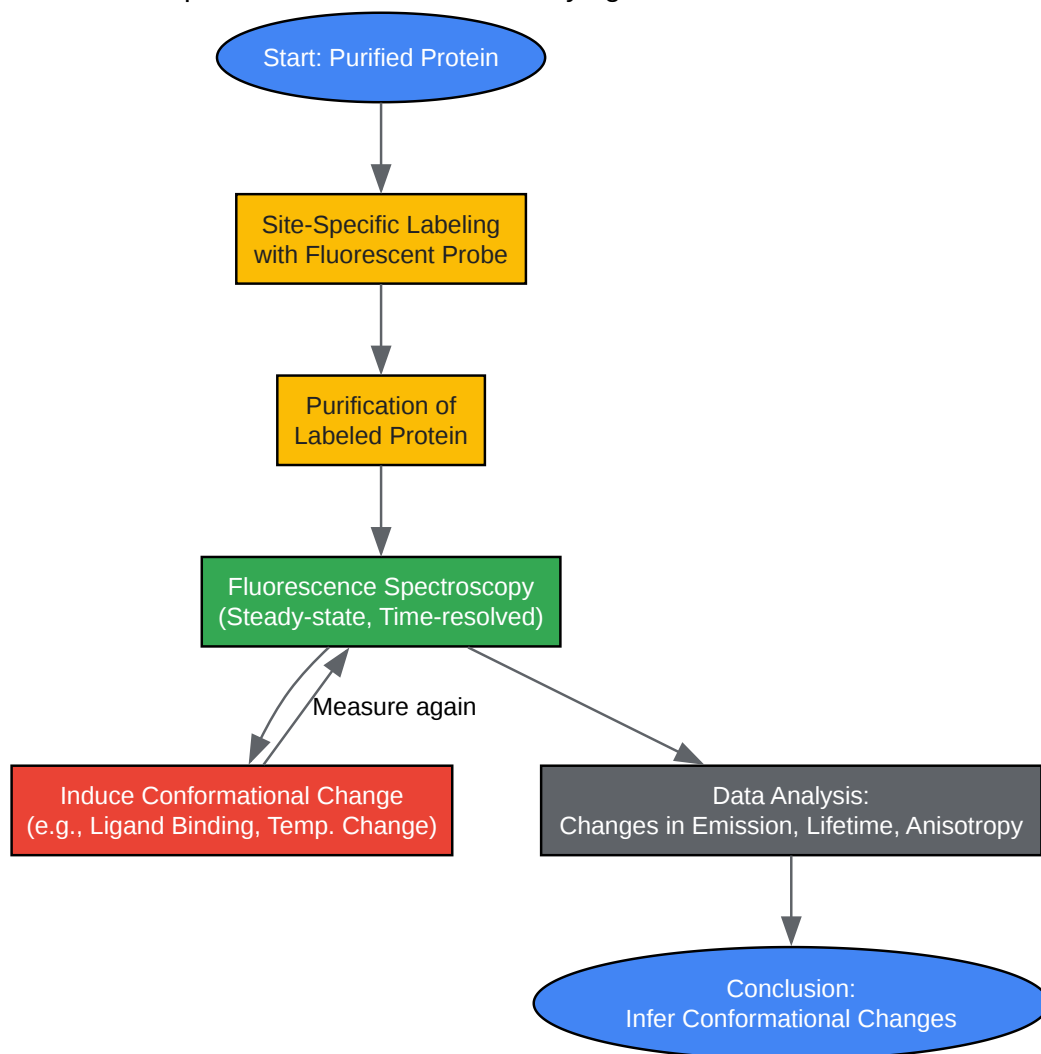 Start: Purified Protein
Site-Specific Labeling
with Fluorescent Probe
Purification of
Labeled Protein
Fluorescence Spectroscopy
(Steady-state, Time-resolved)
Measure again
Induce Conformational Change
(e.g., Ligand Binding, Temp. Change)
Data Analysis:
Changes in Emission, Lifetime, Anisotropy
Conclusion:
Infer Conformational Changes